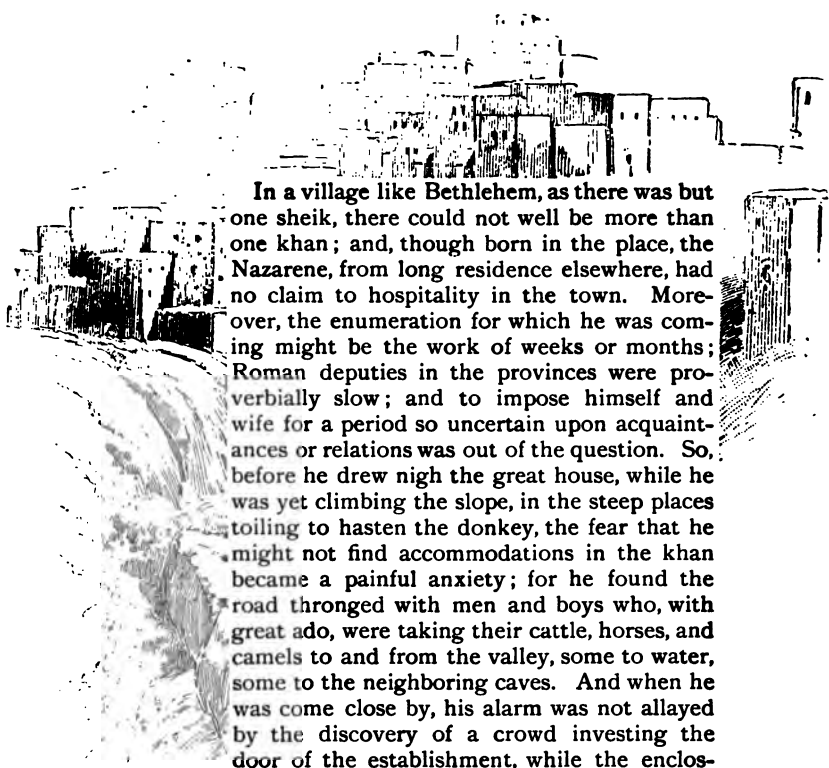 In a village like Bethlehem, as there was but
one sheik, there could not well be more than
one khan; and, though born in the place, the
Nazarene, from long residence elsewhere, had
no claim to hospitality in the town. More-
over, the enumeration for which he was com-
ing might be the work of weeks or months;
Roman deputies in the provinces were pro-
verbially slow; and to impose himself and
wife for a period so uncertain upon acquaint-
ances or relations was out of the question. So,
before he drew nigh the great house, while he
was yet climbing the slope, in the steep places
toiling to hasten the donkey, the fear that he
might not find accommodations in the khan
became a painful anxiety; for he found the
road thronged with men and boys who, with
great ado, were taking their cattle, horses, and
camels to and from the valley, some to water,
some to the neighboring caves. And when he
was come close by, his alarm was not allayed
by the discovery of a crowd investing the
door of the establishment, while the enclos-